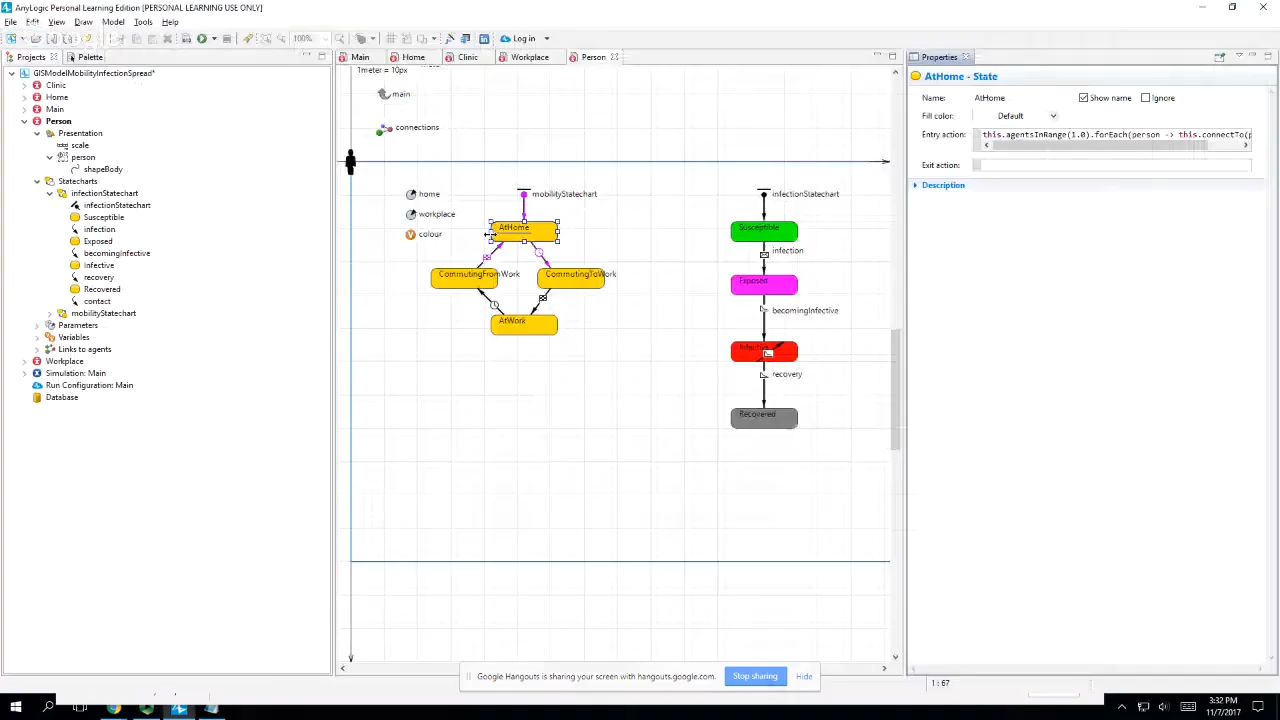 AnyLogic Personal Learning Edition [PERSONAL LEARNING USE ONLY]
File Edit View Draw Model Tools Help
100% Log in
Projects Palette
GISModelMobilityInfectionSpread*
Clinic
Home
Main
Person
Presentation
scale
person
shapeBody
Statecharts
infectionStatechart
infectionStatechart
Susceptible
infection
Exposed
becomingInfective
Infective
recovery
Recovered
contact
mobilityStatechart
Parameters
Variables
Links to agents
Workplace
Simulation: Main
Run Configuration: Main
Database
Main Home Clinic Workplace Person
1meter = 10px
main
connections
home
workplace
colour
mobilityStatechart
AtHome
CommutingFromWork
CommutingToWork
AtWork
infectionStatechart
Susceptible
infection
Exposed
becomingInfective
Infective
recovery
Recovered
Properties
AtHome - State
Name: AtHome Show name Ignore
Fill color: Default
Entry action: this.agentsInRange(1.0).forEach(person -> this.connectTo(p
Exit action:
Description
Google Hangouts is sharing your screen with hangouts.google.com. Stop sharing Hide
1 : 67
3:32 PM
11/7/2017